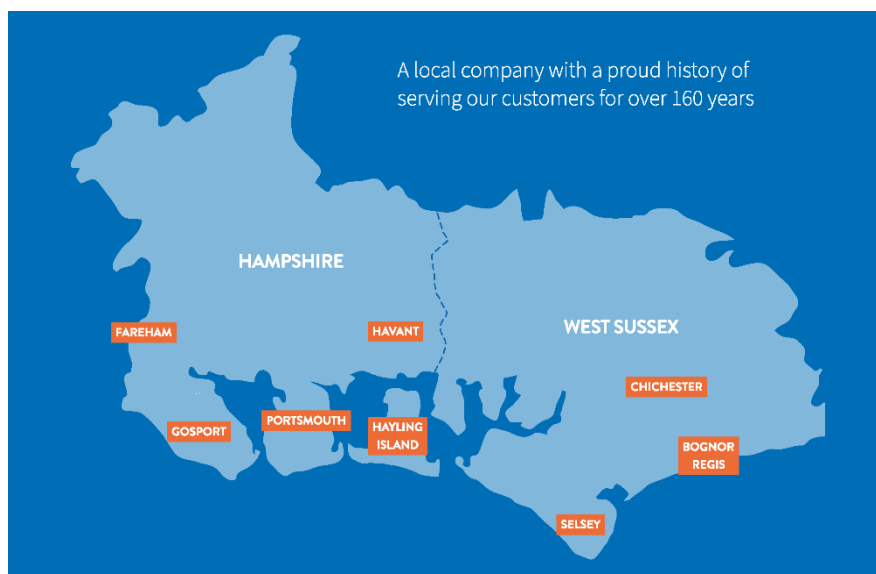 A local company with a proud history of
serving our customers for over 160 years
HAMPSHIRE
WEST SUSSEX
FAREHAM
HAVANT
CHICHESTER
GOSPORT
PORTSMOUTH
HAYLING
ISLAND
BOGNOR
REGIS
SELSEY